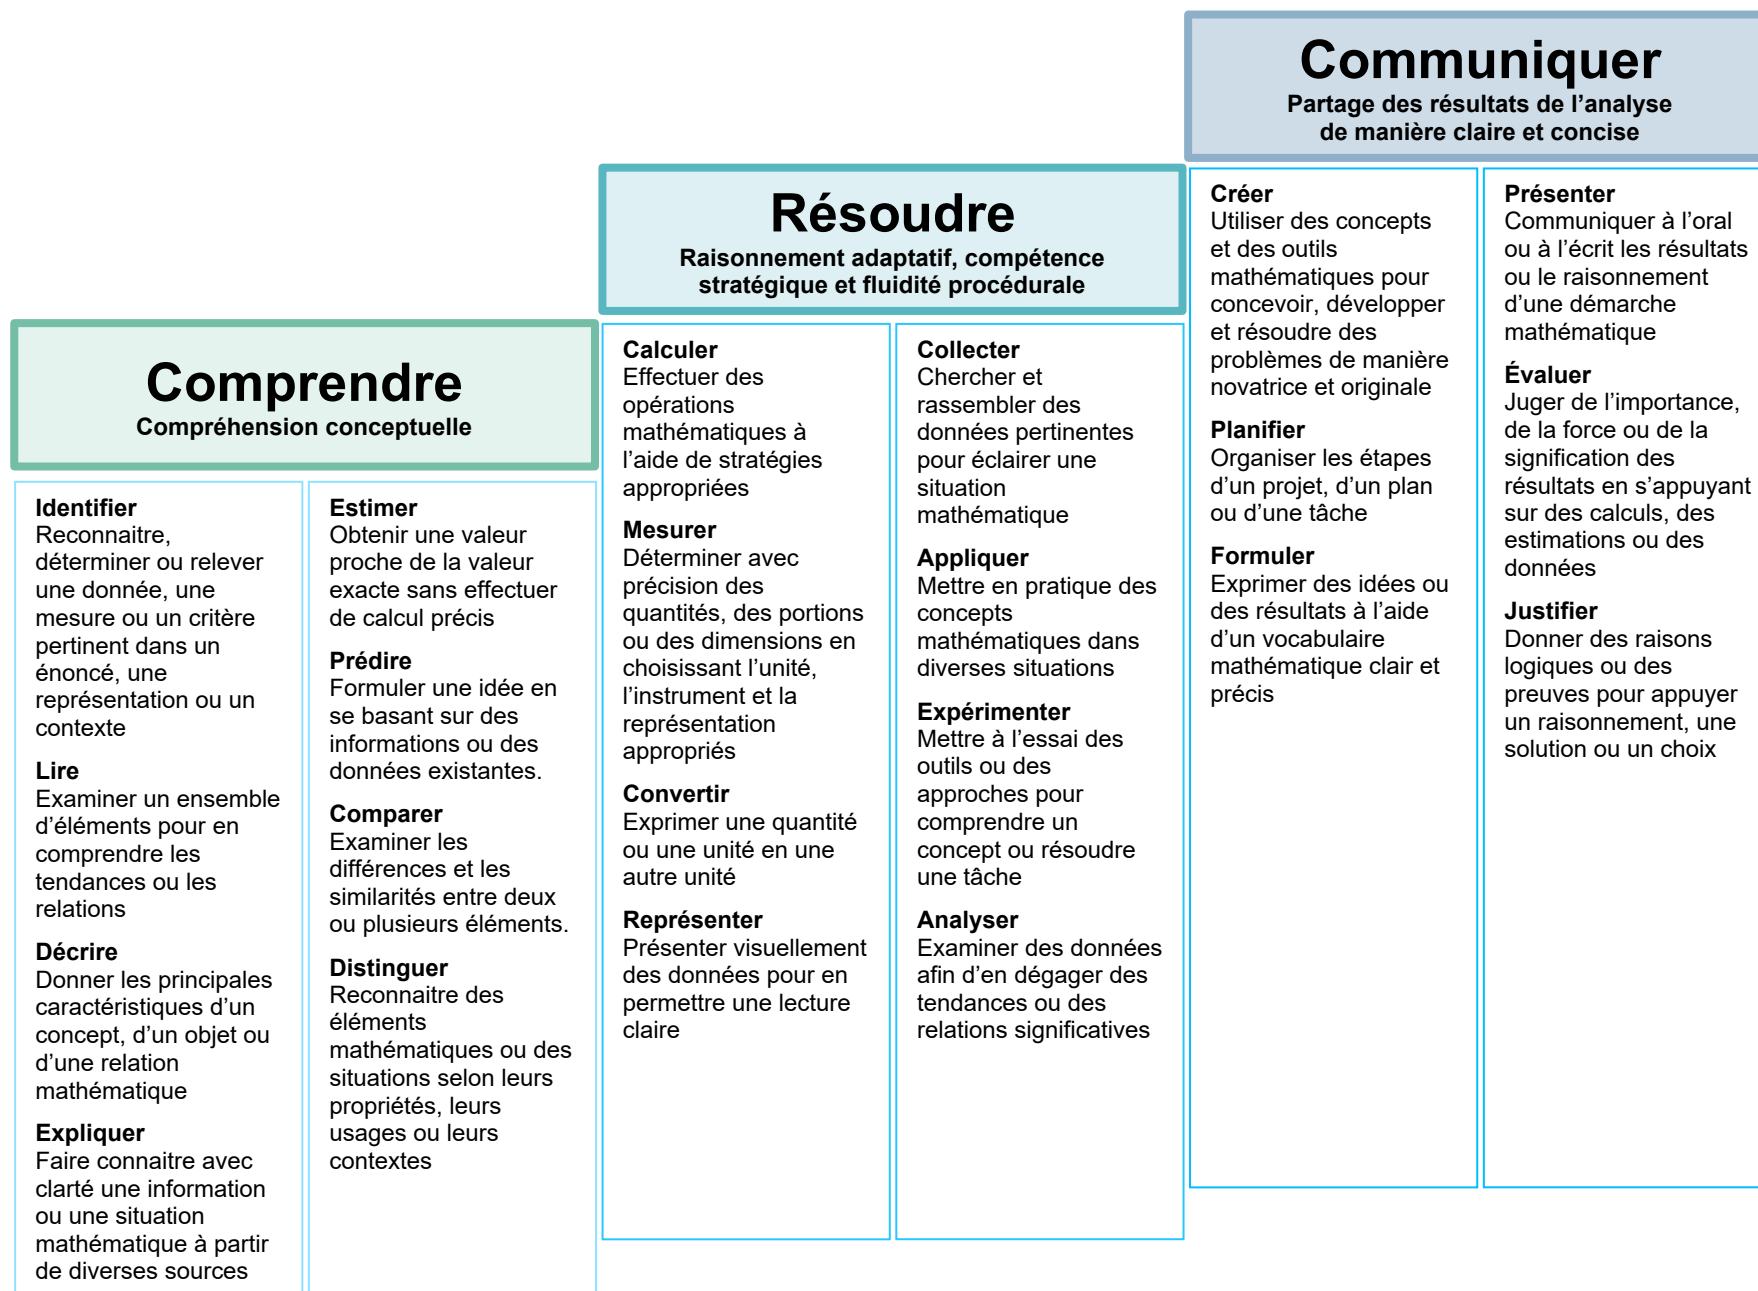 Comprendre
Compréhension conceptuelle
Identifier
Reconnaitre,
déterminer ou relever
une donnée, une
mesure ou un critère
pertinent dans un
énoncé, une
représentation ou un
contexte
Lire
Examiner un ensemble
d’éléments pour en
comprendre les
tendances ou les
relations
Décrire
Donner les principales
caractéristiques d’un
concept, d’un objet ou
d’une relation
mathématique
Expliquer
Faire connaitre avec
clarté une information
ou une situation
mathématique à partir
de diverses sources
Estimer
Obtenir une valeur
proche de la valeur
exacte sans effectuer
de calcul précis
Prédire
Formuler une idée en
se basant sur des
informations ou des
données existantes.
Comparer
Examiner les
différences et les
similarités entre deux
ou plusieurs éléments.
Distinguer
Reconnaitre des
éléments
mathématiques ou des
situations selon leurs
propriétés, leurs
usages ou leurs
contextes
Résoudre
Raisonnement adaptatif, compétence
stratégique et fluidité procédurale
Calculer
Effectuer des
opérations
mathématiques à
l’aide de stratégies
appropriées
Mesurer
Déterminer avec
précision des
quantités, des portions
ou des dimensions en
choisissant l’unité,
l’instrument et la
représentation
appropriés
Convertir
Exprimer une quantité
ou une unité en une
autre unité
Représenter
Présenter visuellement
des données pour en
permettre une lecture
claire
Collecter
Chercher et
rassembler des
données pertinentes
pour éclairer une
situation
mathématique
Appliquer
Mettre en pratique des
concepts
mathématiques dans
diverses situations
Expérimenter
Mettre à l’essai des
outils ou des
approches pour
comprendre un
concept ou résoudre
une tâche
Analyser
Examiner des données
afin d’en dégager des
tendances ou des
relations significatives
Communiquer
Partage des résultats de l’analyse
de manière claire et concise
Créer
Utiliser des concepts
et des outils
mathématiques pour
concevoir, développer
et résoudre des
problèmes de manière
novatrice et originale
Planifier
Organiser les étapes
d’un projet, d’un plan
ou d’une tâche
Formuler
Exprimer des idées ou
des résultats à l’aide
d’un vocabulaire
mathématique clair et
précis
Présenter
Communiquer à l’oral
ou à l’écrit les résultats
ou le raisonnement
d’une démarche
mathématique
Évaluer
Juger de l’importance,
de la force ou de la
signification des
résultats en s’appuyant
sur des calculs, des
estimations ou des
données
Justifier
Donner des raisons
logiques ou des
preuves pour appuyer
un raisonnement, une
solution ou un choix